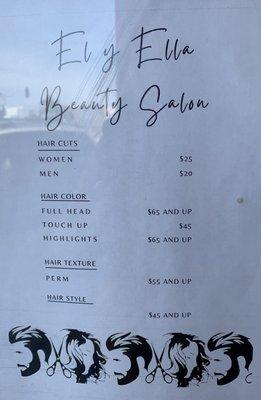 El y Ella
Beauty Salon
HAIR CUTS
WOMEN $25
MEN $20
HAIR COLOR
FULL HEAD $65 AND UP
TOUCH UP $45
HIGHLIGHTS $65 AND UP
HAIR TEXTURE
PERM $55 AND UP
HAIR STYLE
$45 AND UP